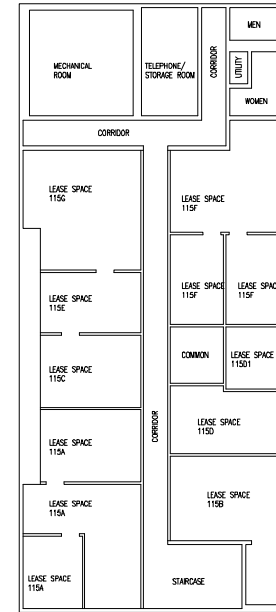 MEN
MECHANICAL
ROOM
TELEPHONE/
STORAGE ROOM
CORRIDOR
UTILITY
WOMEN
CORRIDOR
LEASE SPACE
115G
LEASE SPACE
115F
LEASE SPACE
115E
LEASE SPACE
115F
LEASE SPAC
115F
LEASE SPACE
115C
COMMON
LEASE SPACE
115D1
CORRIDOR
LEASE SPACE
115A
LEASE SPACE
115D
LEASE SPACE
115A
LEASE SPACE
115B
LEASE SPACE
115A
STAIRCASE